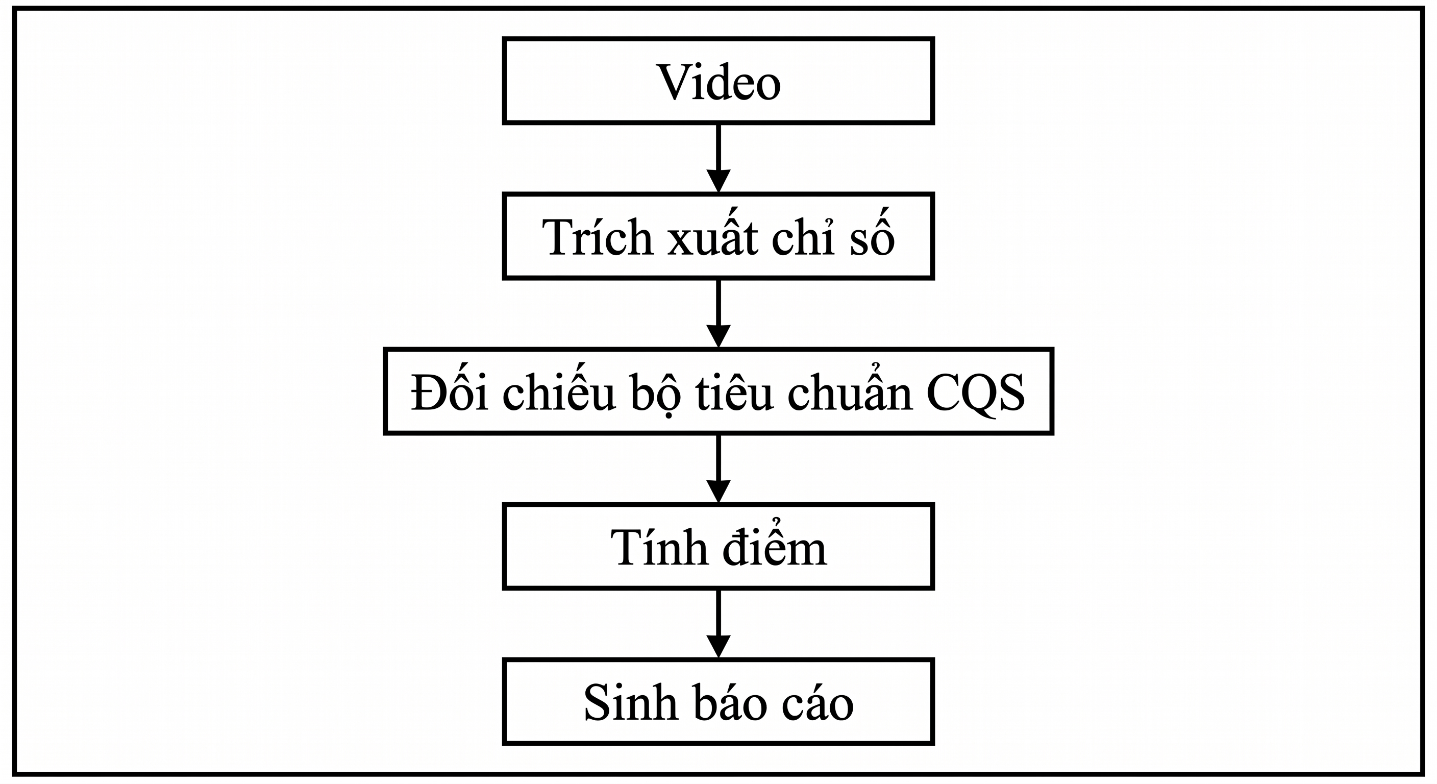 Video
Trích xuất chỉ số
Đối chiếu bộ tiêu chuẩn CQS
Tính điểm
Sinh báo cáo